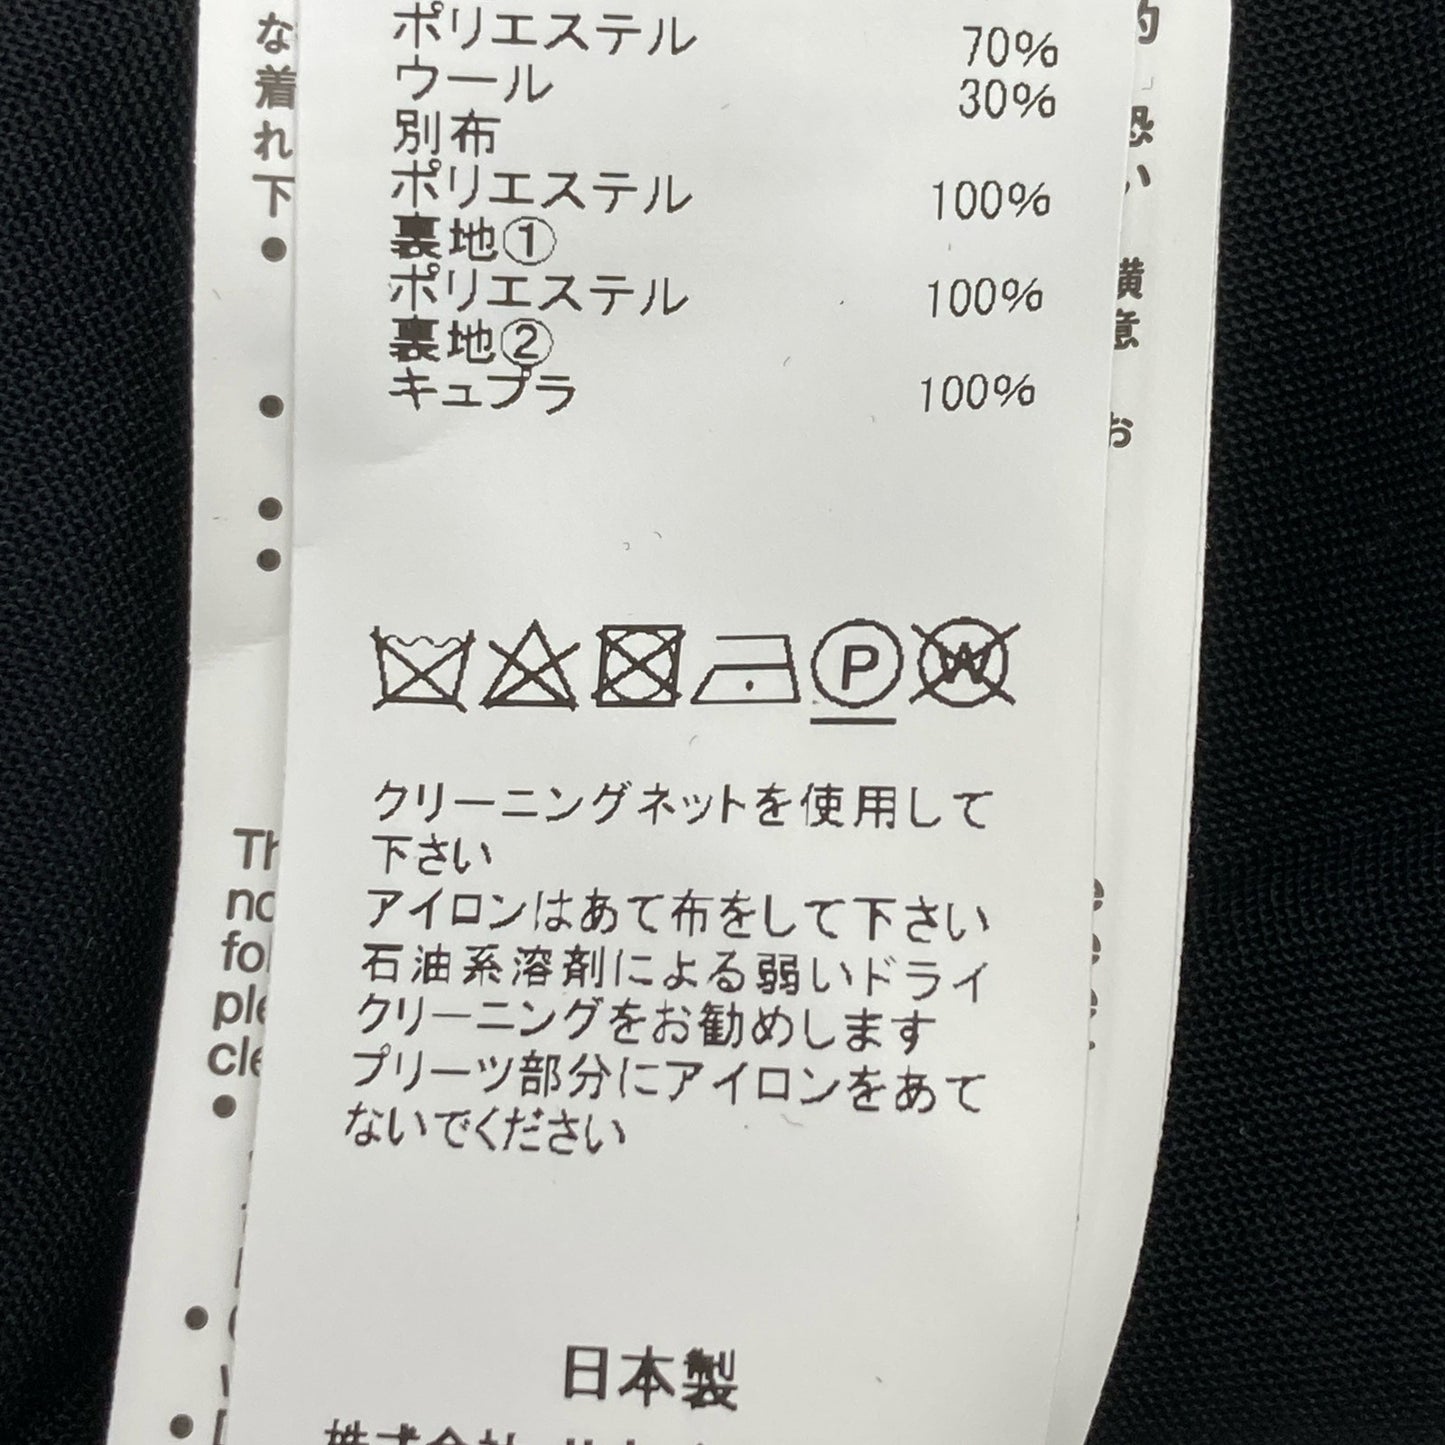 ポリエステル 70%
ウール 30%
別布
ポリエステル 100%
裏地①
ポリエステル 100%
裏地②
キュプラ 100%
P W
クリーニングネットを使用して
下さい
アイロンはあて布をして下さい
石油系溶剤による弱いドライ
クリーニングをお勧めします
プリーツ部分にアイロンをあて
ないでください
日本製
株式会社